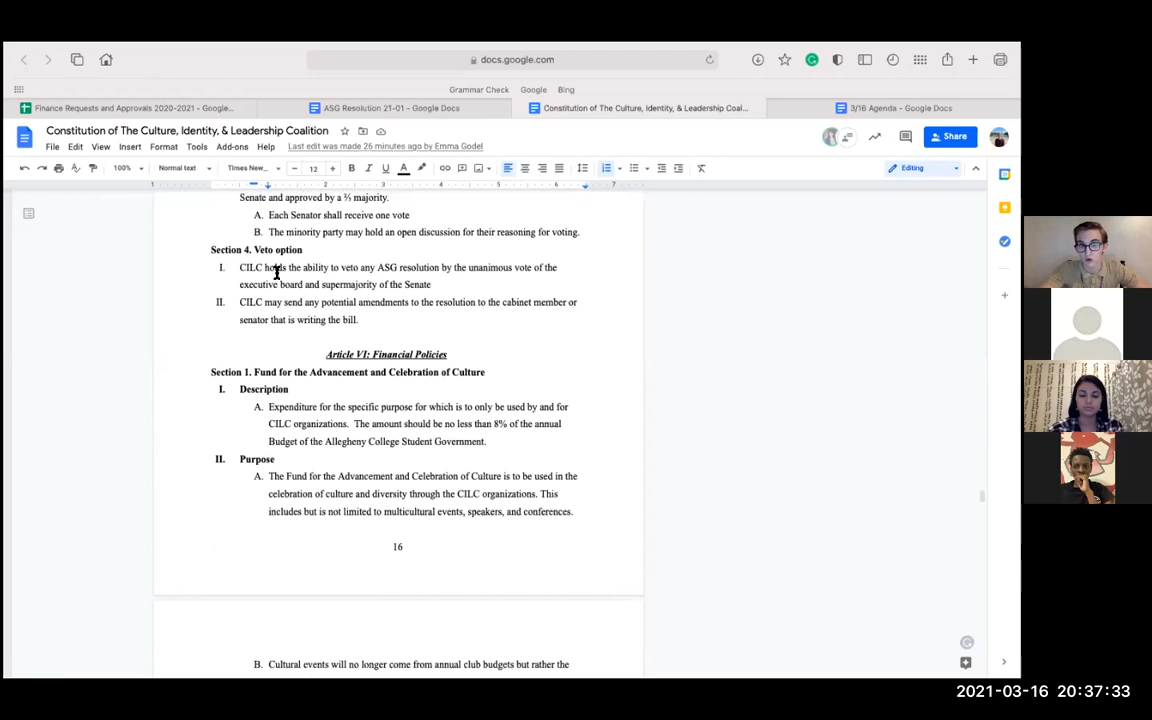 docs.google.com
Grammar Check Google Bing
Finance Requests and Approvals 2020-2021 - Google...
ASG Resolution 21-01 - Google Docs
Constitution of The Culture, Identity, & Leadership Coal...
3/16 Agenda - Google Docs
Constitution of The Culture, Identity, & Leadership Coalition
File Edit View Insert Format Tools Add-ons Help Last edit was made 26 minutes ago by Emma Godel
Share
100% Normal text Times New... 12 Editing
1 1 2 3 4 5 6 7
Senate and approved by a ⅔ majority.
A. Each Senator shall receive one vote
B. The minority party may hold an open discussion for their reasoning for voting.
Section 4. Veto option
I. CILC holds the ability to veto any ASG resolution by the unanimous vote of the
executive board and supermajority of the Senate
II. CILC may send any potential amendments to the resolution to the cabinet member or
senator that is writing the bill.
Article VI: Financial Policies
Section 1. Fund for the Advancement and Celebration of Culture
I. Description
A. Expenditure for the specific purpose for which is to only be used by and for
CILC organizations. The amount should be no less than 8% of the annual
Budget of the Allegheny College Student Government.
II. Purpose
A. The Fund for the Advancement and Celebration of Culture is to be used in the
celebration of culture and diversity through the CILC organizations. This
includes but is not limited to multicultural events, speakers, and conferences.
16
B. Cultural events will no longer come from annual club budgets but rather the
2021-03-16 20:37:33